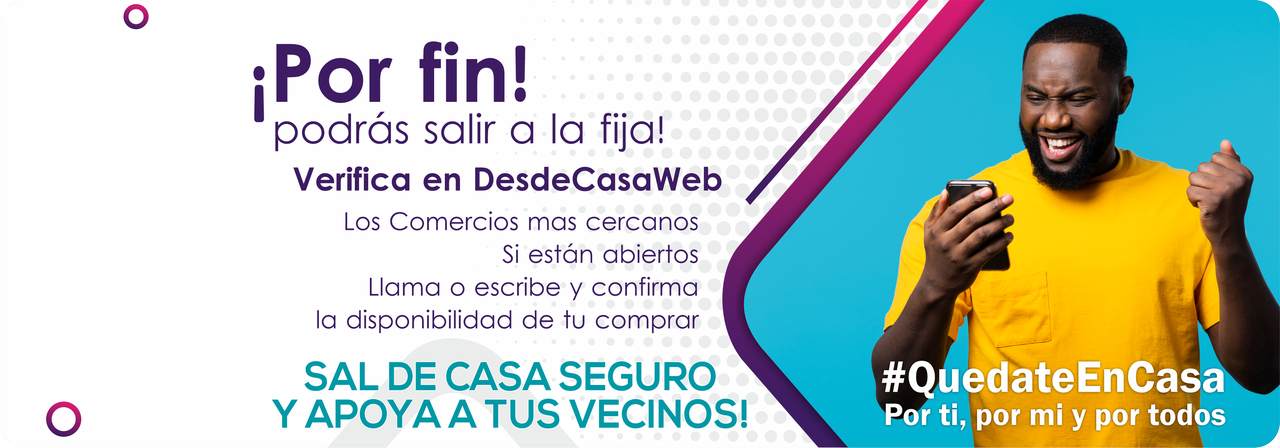 ¡Por fin!
podrás salir a la fija!
Verifica en DesdeCasaWeb
Los Comercios mas cercanos
Si están abiertos
Llama o escribe y confirma
la disponibilidad de tu comprar
SAL DE CASA SEGURO
Y APOYA A TUS VECINOS!
#QuedateEnCasa
Por ti, por mi y por todos